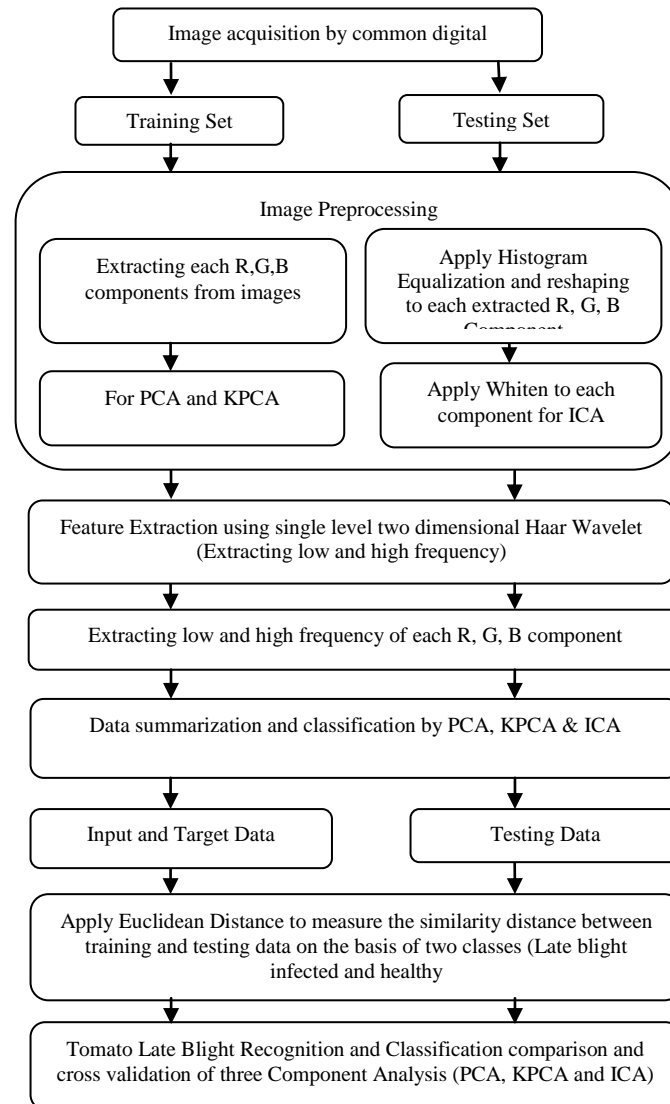 Image acquisition by common digital
Training Set
Testing Set
Image Preprocessing
Extracting each R,G,B
components from images
Apply Histogram
Equalization and reshaping
to each extracted R, G, B
Component
For PCA and KPCA
Apply Whiten to each
component for ICA
Feature Extraction using single level two dimensional Haar Wavelet
(Extracting low and high frequency)
Extracting low and high frequency of each R, G, B component
Data summarization and classification by PCA, KPCA & ICA
Input and Target Data
Testing Data
Apply Euclidean Distance to measure the similarity distance between
training and testing data on the basis of two classes (Late blight
infected and healthy
Tomato Late Blight Recognition and Classification comparison and
cross validation of three Component Analysis (PCA, KPCA and ICA)